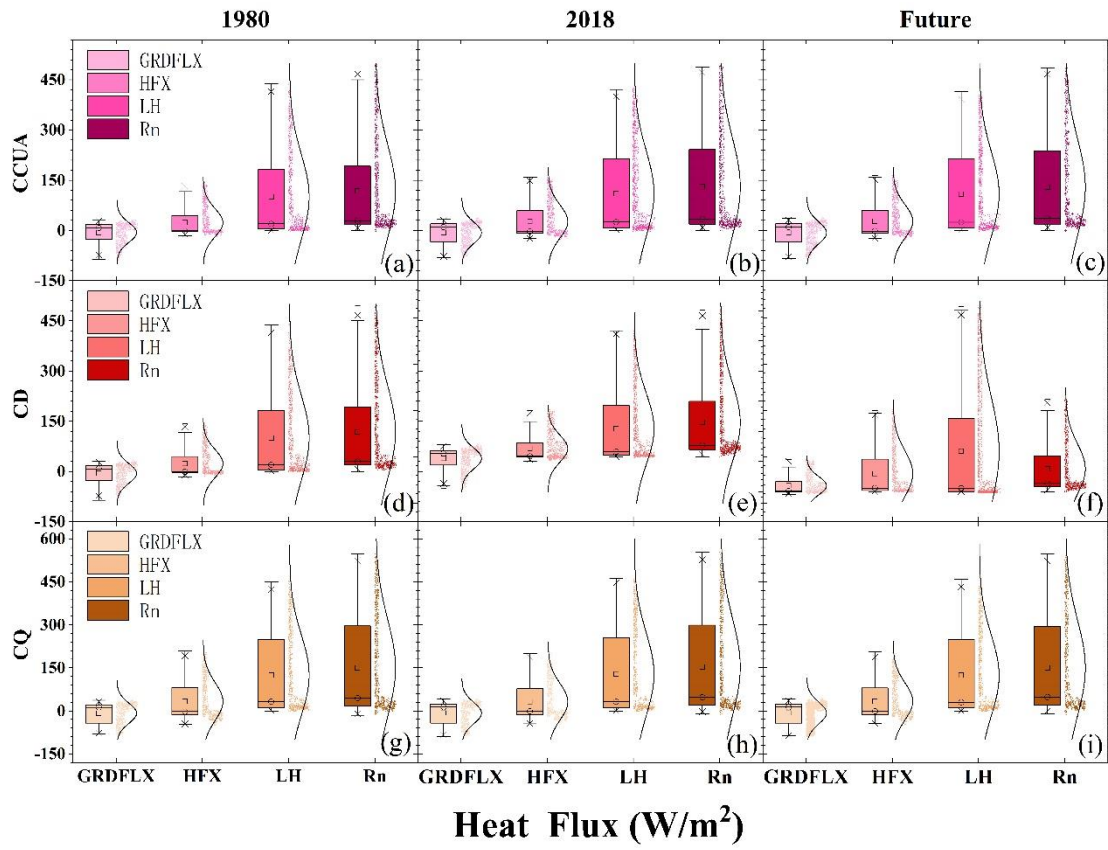 1980 2018 Future
CCUA
450
300
150
0
-150
GRDFLX
HFX
LH
Rn
(a) (b) (c)
CD
450
300
150
0
-150
GRDFLX
HFX
LH
Rn
(d) (e) (f)
CQ
600
450
300
150
0
-150
GRDFLX
HFX
LH
Rn
(g) (h) (i)
GRDFLX HFX LH Rn GRDFLX HFX LH Rn GRDFLX HFX LH Rn
Heat Flux (W/m²)